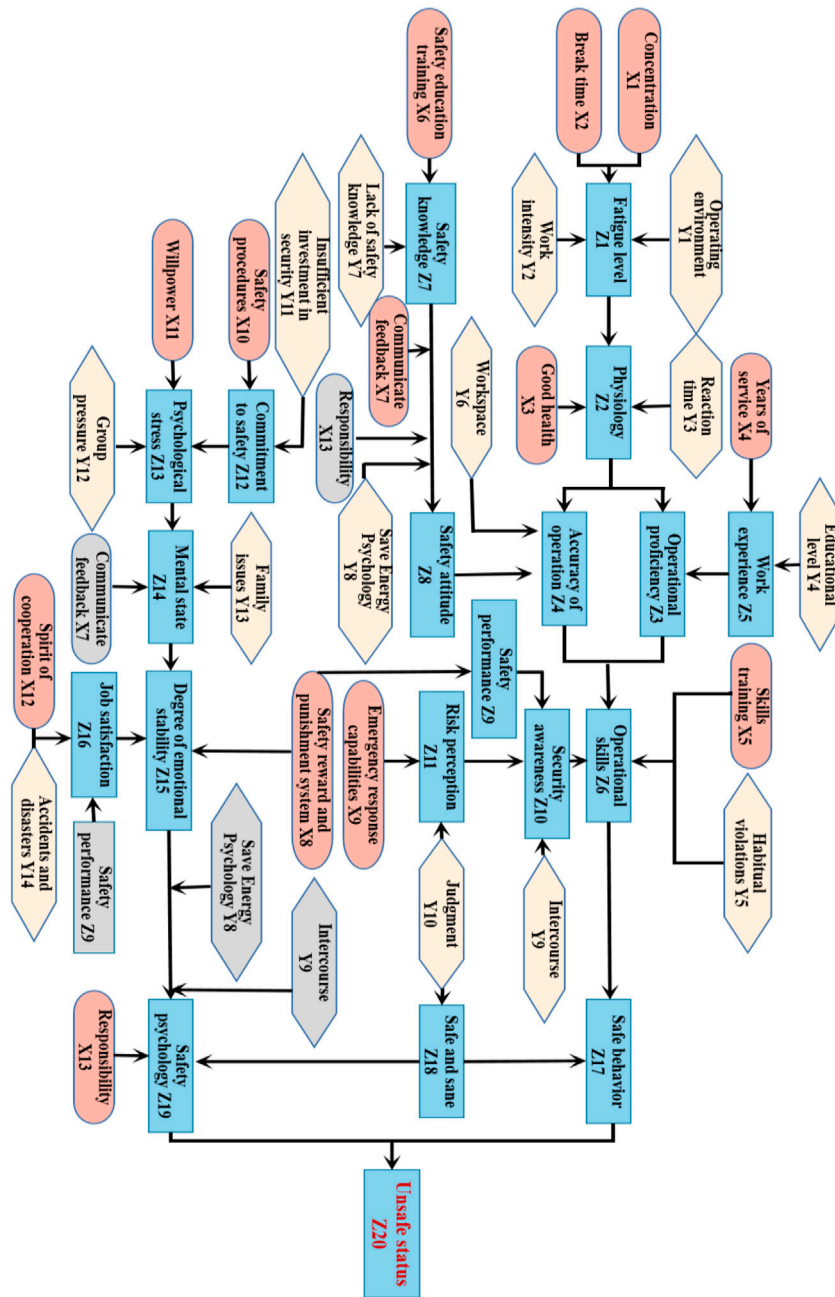 Concentration
X1
Break time X2
Operating
environment
Y1
Fatigue level
Z1
Work
intensity Y2
Reaction
time Y3
Physiology
Z2
Good health
X3
Years of
service X4
Educational
level Y4
Work
experience Z5
Operational
proficiency Z3
Accuracy of
operation Z4
Workspace
Y6
Skills
training X5
Habitual
violations Y5
Operational
skills Z6
Safety education
training X6
Safety
knowledge Z7
Lack of safety
knowledge Y7
Communicate
feedback X7
Responsibility
X13
Save Energy
Psychology
Y8
Safety attitude
Z8
Safety
performance Z9
Security
awareness Z10
Intercourse
Y9
Risk perception
Z11
Emergency response
capabilities X9
Safety reward and
punishment system X8
Judgment
Y10
Safe behavior
Z17
Safe and sane
Z18
Insufficient
investment in
security Y11
Safety
procedures X10
Commitment
to safety Z12
Willpower X11
Psychological
stress Z13
Group
pressure Y12
Family
issues Y13
Mental state
Z14
Communicate
feedback X7
Degree of emotional
stability Z15
Spirit of
cooperation X12
Job satisfaction
Z16
Accidents and
disasters Y14
Safety
performance Z9
Save Energy
Psychology
Y8
Intercourse
Y9
Safety
psychology Z19
Responsibility
X13
Unsafe status
Z20